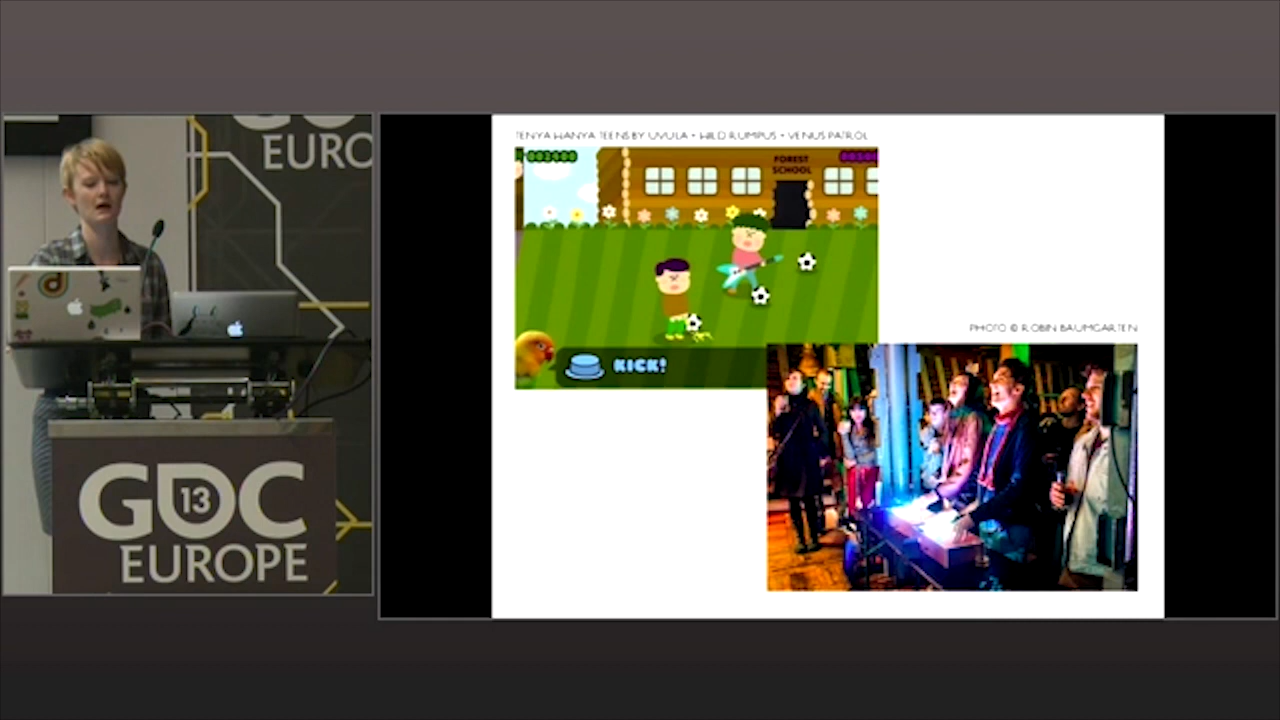 EURO
GDC
13
EUROPE
TENYA WANYA TEENS BY UVULA + WILD RUMPUS + VENUS PATROL
FOREST
SCHOOL
KICK!
PHOTO © ROBIN BAUMGARTEN